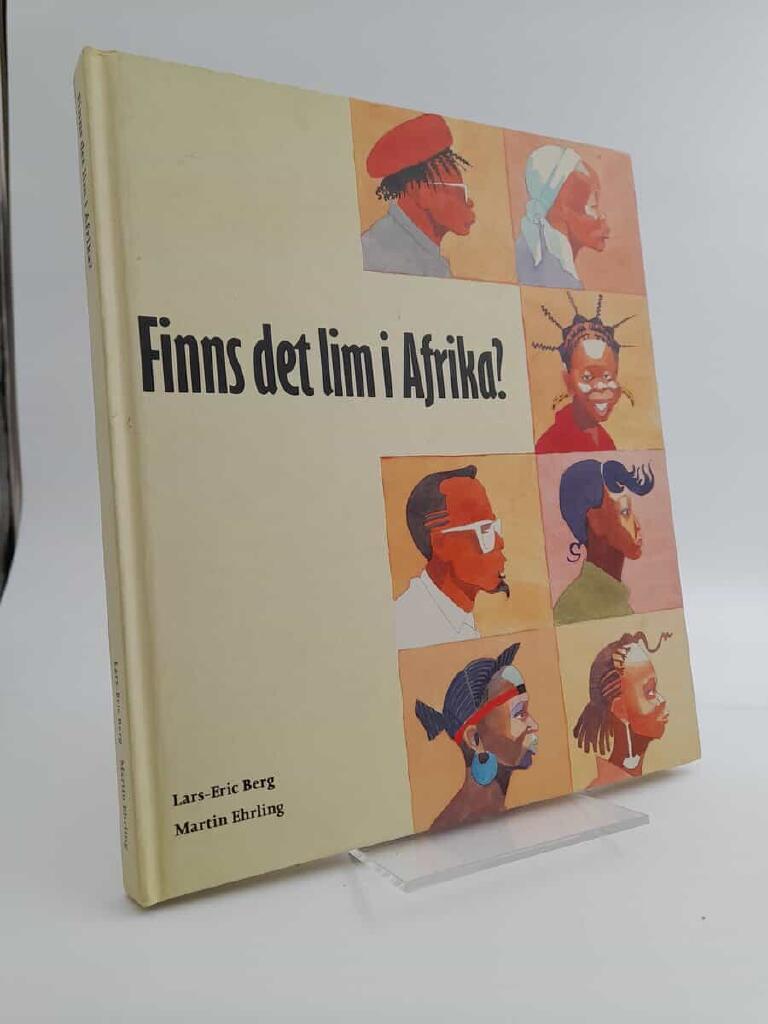 Finns det lim i Afrika?
Lars-Eric Berg
Martin Ehrling
Finns det lim i Afrika?
Lars-Eric Berg Martin Ehrling